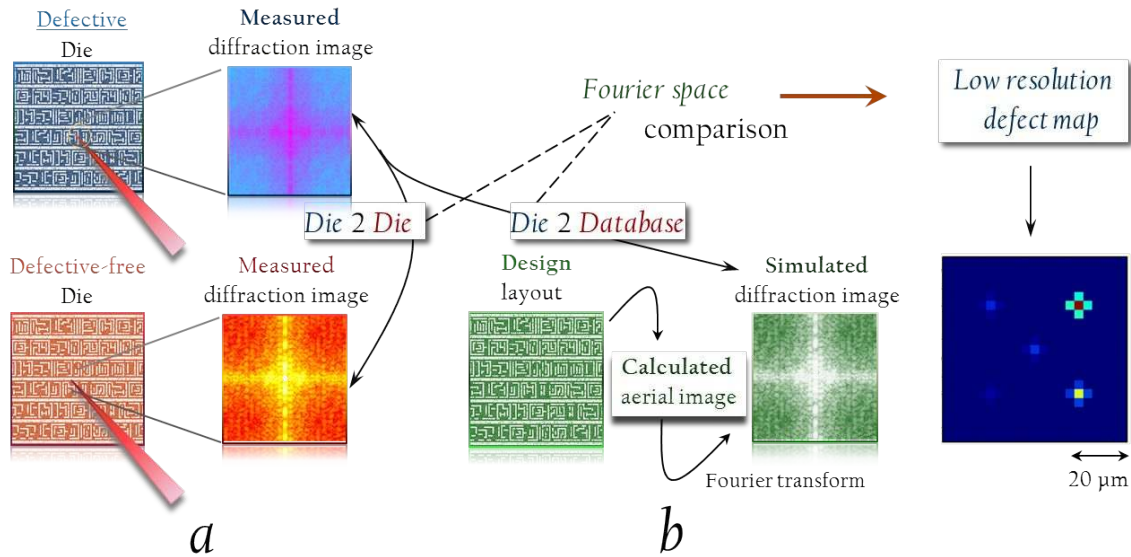 Defective
Die
Measured
diffraction image
Fourier space
comparison
Low resolution
defect map
Die 2 Die
Die 2 Database
Defective-free
Die
Measured
diffraction image
Design
layout
Simulated
diffraction image
Calculated
aerial image
Fourier transform
20 µm
a
b